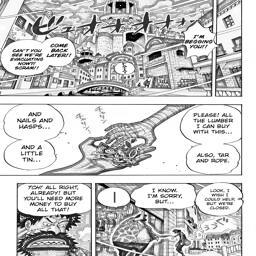 I'M
BEGGING
YOU!!
COME
BACK
LATER!!
CAN'T YOU
SEE WE'RE
EVACUATING
NOW?
SCRAM!!
PLEASE! ALL
THE LUMBER
I CAN BUY
WITH THIS...
ALSO, TAR
AND ROPE.
AND
NAILS AND
HASPS...
AND A
LITTLE
TIN...
LOOK, I
WISH I COULD
HELP, BUT
WE'RE
CLOSED.
I KNOW.
I'M SORRY,
BUT...
I
TCH! ALL RIGHT,
ALREADY! BUT
YOU'LL NEED MORE
MONEY TO BUY
ALL THAT!